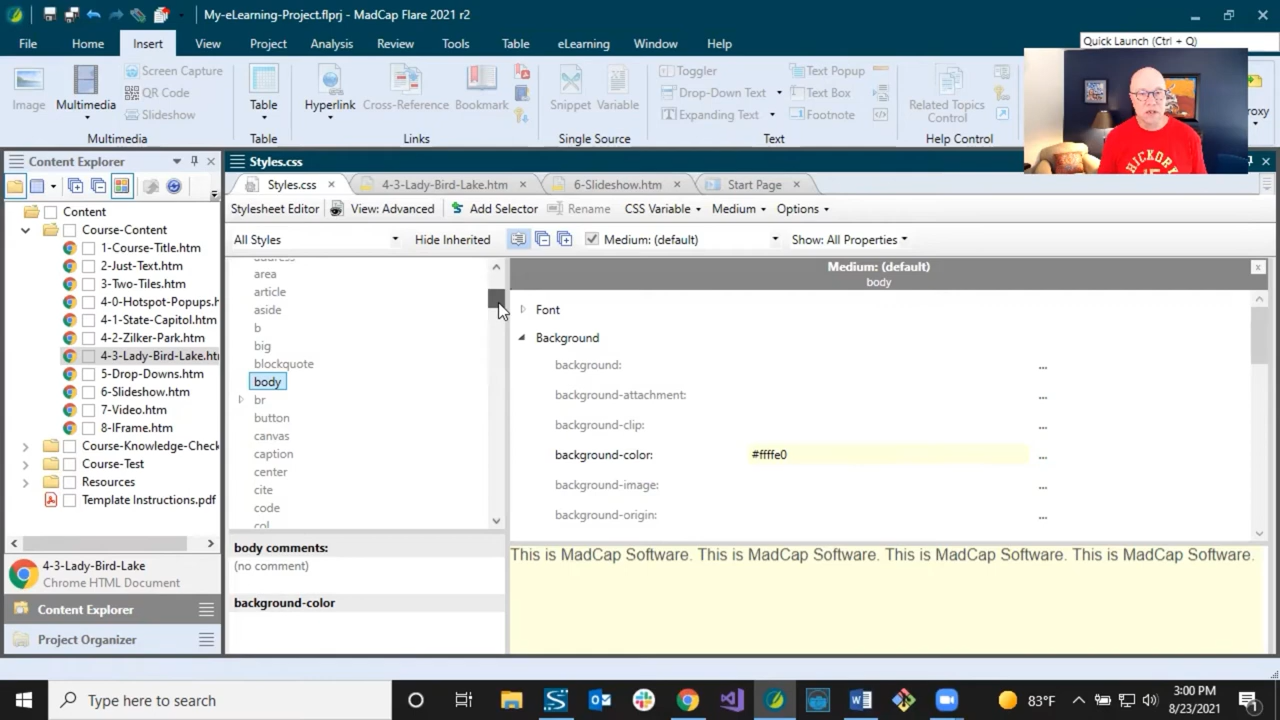 My-eLearning-Project.flprj - MadCap Flare 2021 r2
File Home Insert View Project Analysis Review Tools Table eLearning Window Help
Quick Launch (Ctrl + Q)
Image
Multimedia
Screen Capture
QR Code
Slideshow
Multimedia
Table
Table
Hyperlink
Cross-Reference
Bookmark
Links
Snippet
Variable
Single Source
Toggler
Drop-Down Text
Expanding Text
Text Popup
Text Box
Footnote
Text
Related Topics
Control
Help Control
HICKORY
Content Explorer
Content
Course-Content
1-Course-Title.htm
2-Just-Text.htm
3-Two-Tiles.htm
4-0-Hotspot-Popups.h
4-1-State-Capitol.htm
4-2-Zilker-Park.htm
4-3-Lady-Bird-Lake.ht
5-Drop-Downs.htm
6-Slideshow.htm
7-Video.htm
8-IFrame.htm
Course-Knowledge-Check
Course-Test
Resources
Template Instructions.pdf
4-3-Lady-Bird-Lake
Chrome HTML Document
Content Explorer
Project Organizer
Styles.css
Styles.css 4-3-Lady-Bird-Lake.htm 6-Slideshow.htm Start Page
Stylesheet Editor View: Advanced Add Selector Rename CSS Variable Medium Options
All Styles Hide Inherited Medium: (default) Show: All Properties
address
area
article
aside
b
big
blockquote
body
br
button
canvas
caption
center
cite
code
col
body comments:
(no comment)
background-color
Medium: (default)
body
Font
Background
background: ...
background-attachment: ...
background-clip: ...
background-color: #ffffe0 ...
background-image: ...
background-origin: ...
This is MadCap Software. This is MadCap Software. This is MadCap Software. This is MadCap Software.
Type here to search
83°F
3:00 PM
8/23/2021
1